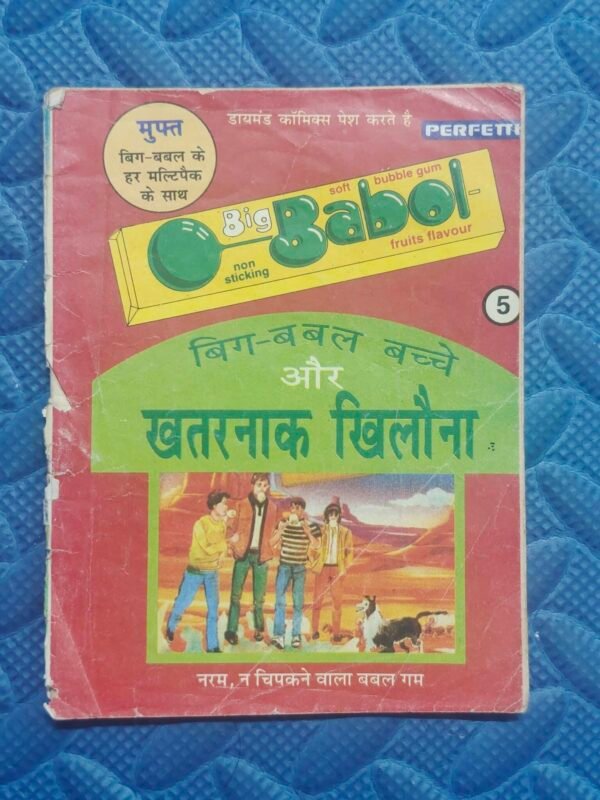 डायमंड कॉमिक्स पेश करते है
मुफ्त
बिग-बबल के
हर मल्टिपैक
के साथ
PERFETTI
soft bubble gum
Big Babol
non
sticking
fruits flavour
5
बिग-बबल बच्चे
और
खतरनाक खिलौना
नरम, न चिपकने वाला बबल गम